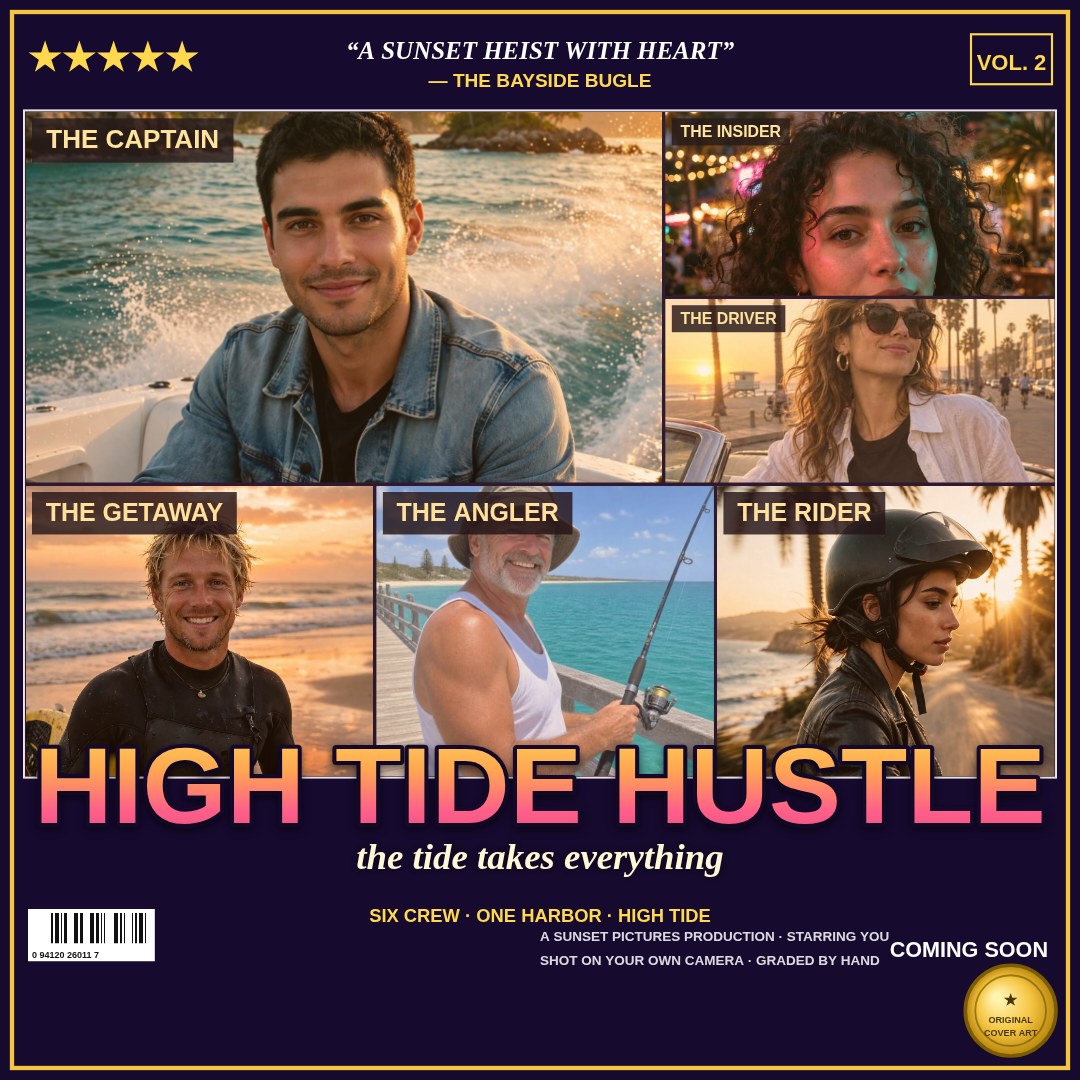 ★★★★★
“A SUNSET HEIST WITH HEART”
— THE BAYSIDE BUGLE
VOL. 2
THE CAPTAIN
THE INSIDER
THE DRIVER
THE GETAWAY
THE ANGLER
THE RIDER
HIGH TIDE HUSTLE
the tide takes everything
SIX CREW · ONE HARBOR · HIGH TIDE
A SUNSET PICTURES PRODUCTION · STARRING YOU
SHOT ON YOUR OWN CAMERA · GRADED BY HAND
0 94120 26011 7
COMING SOON
★
ORIGINAL
COVER ART